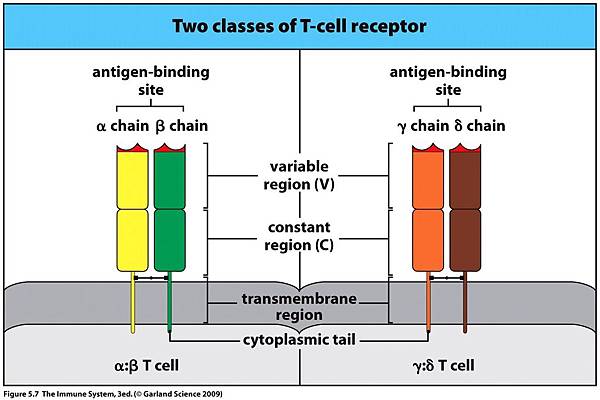 Two classes of T-cell receptor
antigen-binding
site
α chain β chain
antigen-binding
site
γ chain δ chain
variable
region (V)
constant
region (C)
transmembrane
region
cytoplasmic tail
α:β T cell
γ:δ T cell
Figure 5.7 The Immune System, 3ed. (© Garland Science 2009)